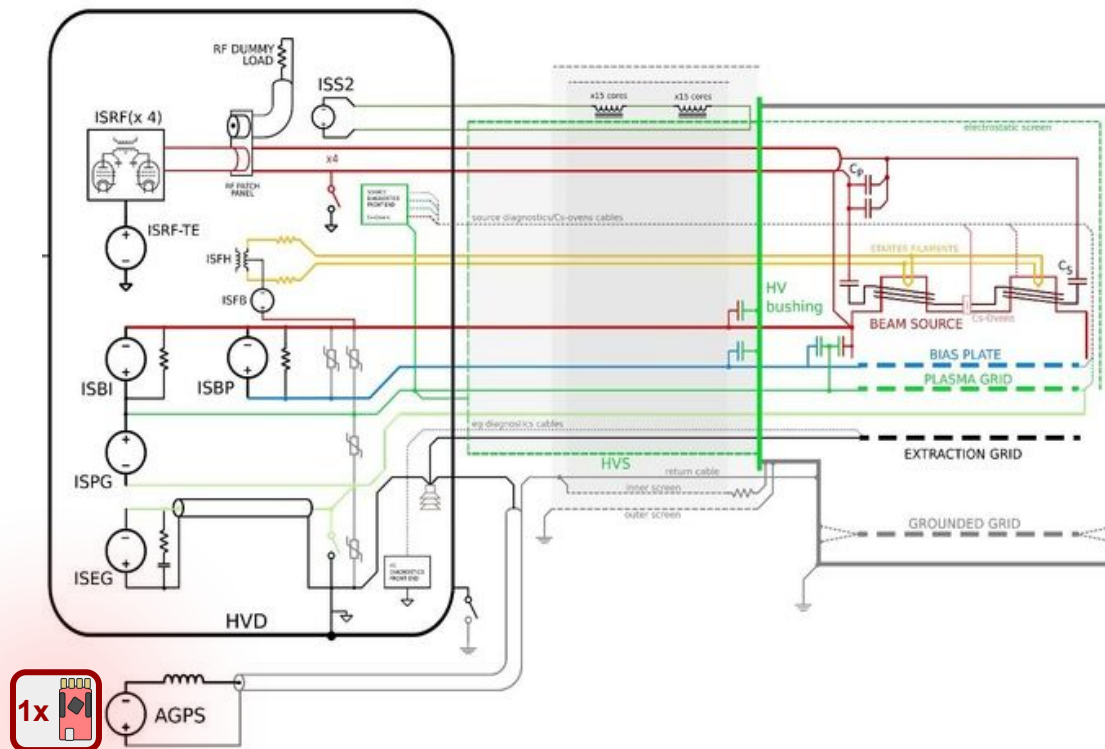 RF DUMMY
LOAD
ISS2
x15 cores
x15 cores
ISRF(x 4)
electrostatic screen
x4
RF PATCH
PANEL
SOURCE
DIAGNOSTICS
FRONT END
Cp
source diagnostics/Cs-ovens cables
ISRF-TE
STARTER FILAMENTS
ISFH
Cs
ISFB
HV
bushing
Cs-Ovens
BEAM SOURCE
BIAS PLATE
ISBI
ISBP
PLASMA GRID
eg diagnostics cables
EXTRACTION GRID
HVS
ISPG
return cable
inner screen
outer screen
GROUNDED GRID
ISEG
DIAGNOSTICS
FRONT END
HVD
1x
AGPS